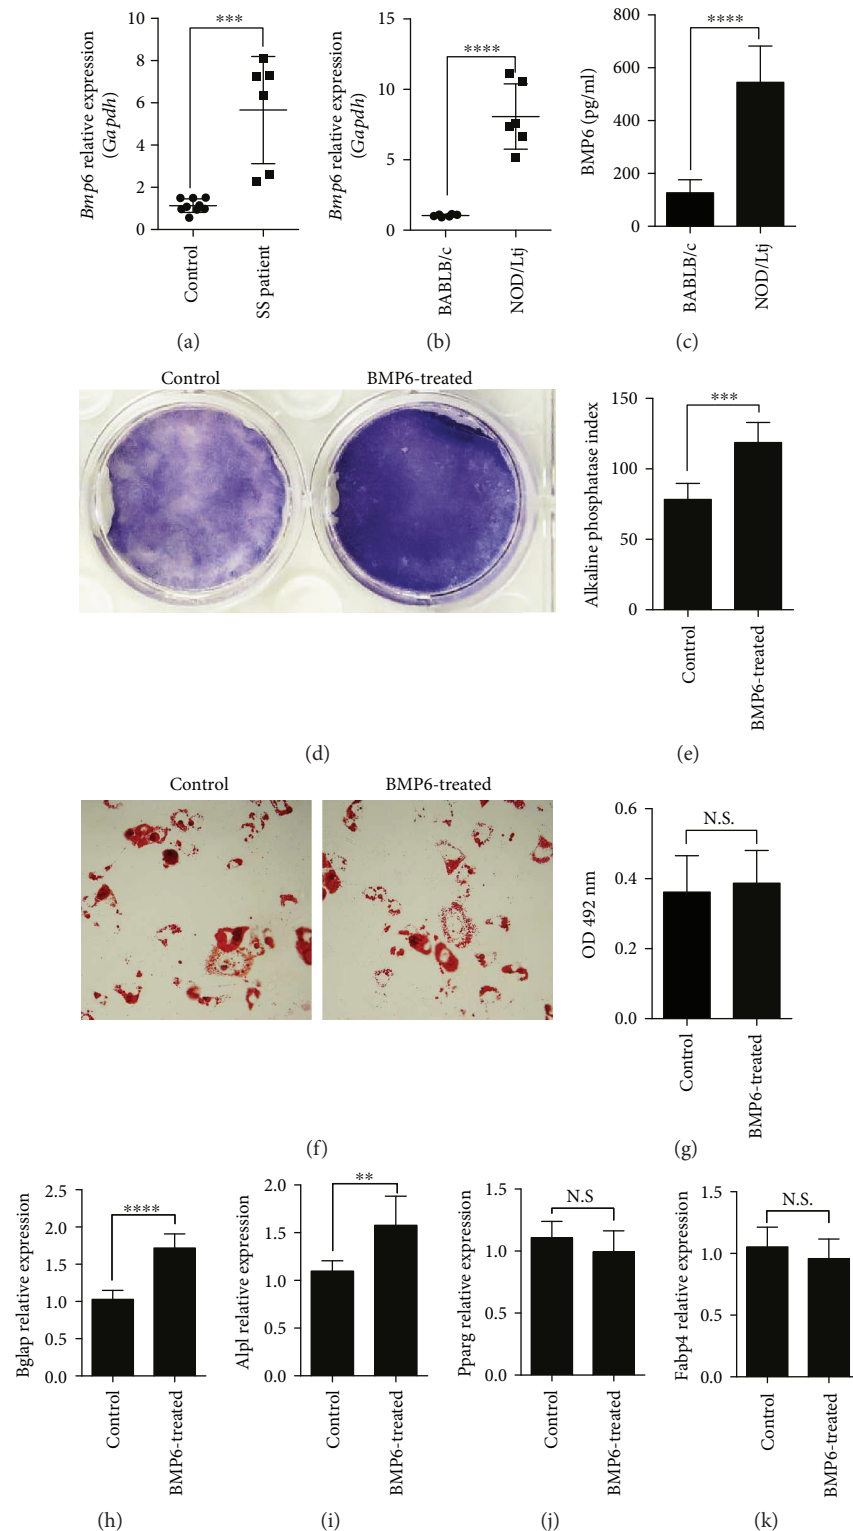 ***
10
8
6
4
2
0
Bmp6 relative expression
(Gapdh)
Control
SS patient
(a)
****
15
10
5
0
Bmp6 relative expression
(Gapdh)
BABLB/c
NOD/Ltj
(b)
****
800
600
400
200
0
BMP6 (pg/ml)
BABLB/c
NOD/Ltj
(c)
Control
BMP6-treated
(d)
***
150
100
50
0
Alkaline phosphatase index
Control
BMP6-treated
(e)
Control
BMP6-treated
(f)
N.S.
0.6
0.4
0.2
0.0
OD 492 nm
Control
BMP6-treated
(g)
****
2.5
2.0
1.5
1.0
0.5
0.0
Bglap relative expression
Control
BMP6-treated
(h)
**
2.0
1.5
1.0
0.5
0.0
Alpl relative expression
Control
BMP6-treated
(i)
N.S
1.5
1.0
0.5
0.0
Pparg relative expression
Control
BMP6-treated
(j)
N.S.
1.5
1.0
0.5
0.0
Fabp4 relative expression
Control
BMP6-treated
(k)